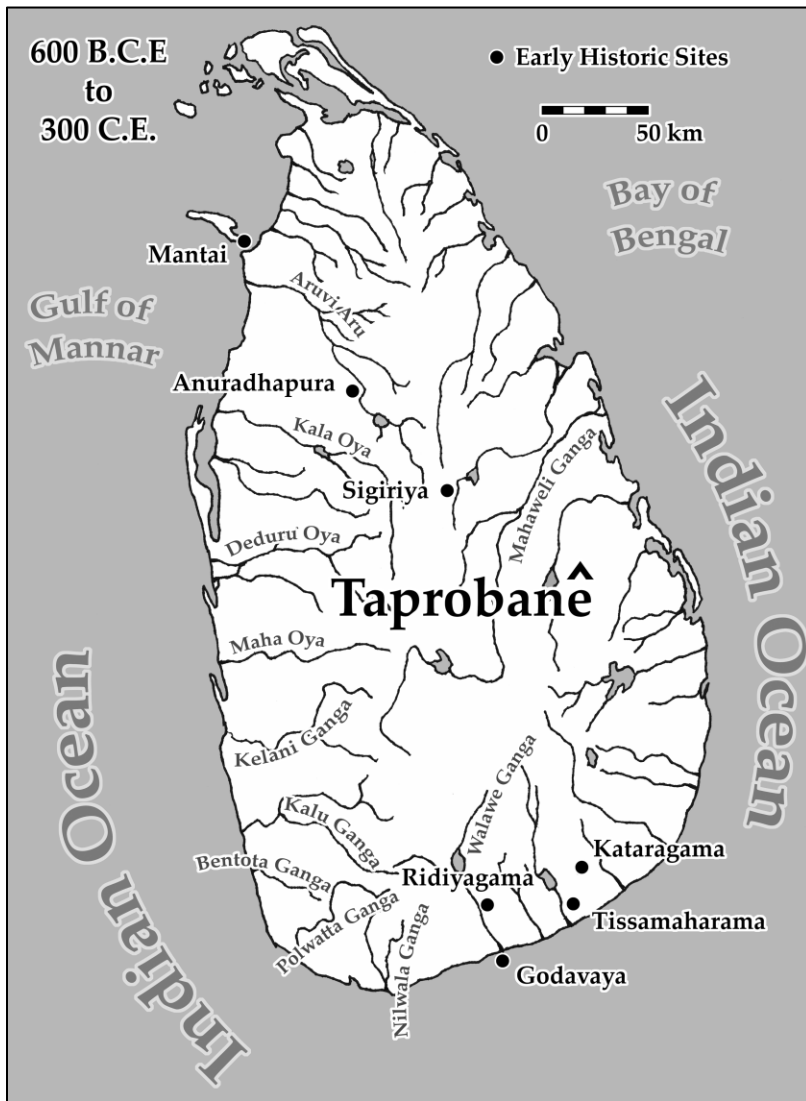 600 B.C.E
to
300 C.E.
Early Historic Sites
0 50 km
Bay of
Bengal
Mantai
Gulf of
Mannar
Aruvi Aru
Anuradhapura
Kala Oya
Sigiriya
Mahaweli Ganga
Indian Ocean
Deduru Oya
Taprobanê
Maha Oya
Indian Ocean
Kelani Ganga
Walawe Ganga
Kalu Ganga
Bentota Ganga
Kataragama
Ridiyagama
Tissamaharama
Polwatta Ganga
Nilwala Ganga
Godavaya